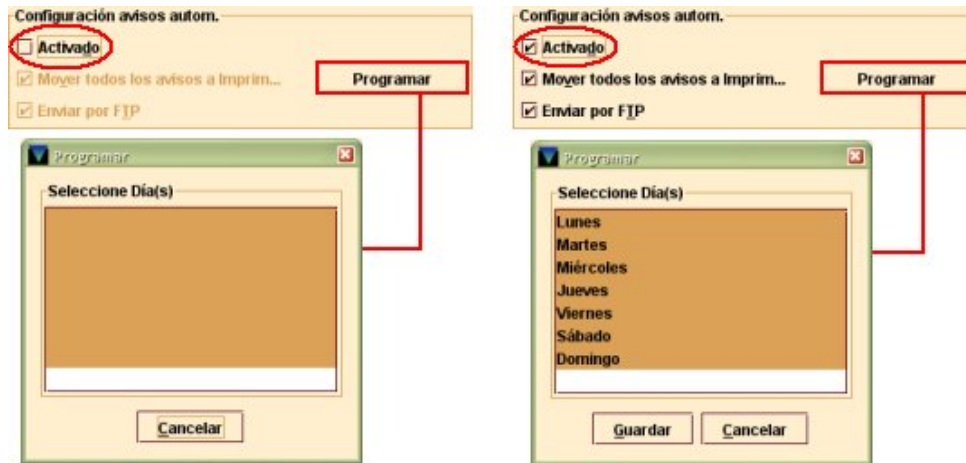 Configuración avisos autom.
Activado
Mover todos los avisos a Imprim...
Programar
Enviar por FTP
Programar
Seleccione Día(s)
Cancelar
Configuración avisos autom.
Activado
Mover todos los avisos a Imprim...
Programar
Enviar por FTP
Programar
Seleccione Día(s)
Lunes
Martes
Miércoles
Jueves
Viernes
Sábado
Domingo
Guardar
Cancelar